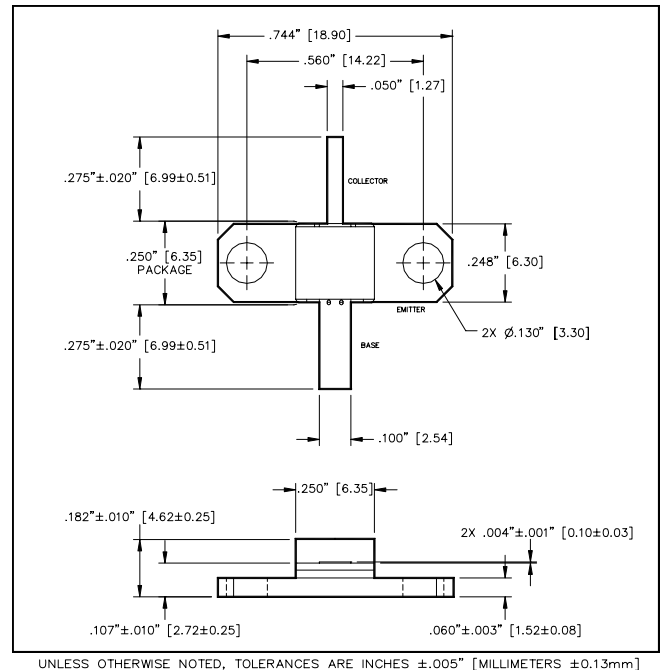 .744" [18.90]
.560" [14.22]
.050" [1.27]
.275"±.020" [6.99±0.51]
COLLECTOR
.250" [6.35]
PACKAGE
.248" [6.30]
EMITTER
2X Ø.130" [3.30]
.275"±.020" [6.99±0.51]
BASE
.100" [2.54]
.250" [6.35]
.182"±.010" [4.62±0.25]
2X .004"±.001" [0.10±0.03]
.107"±.010" [2.72±0.25]
.060"±.003" [1.52±0.08]
UNLESS OTHERWISE NOTED, TOLERANCES ARE INCHES ±.005" [MILLIMETERS ±0.13mm]